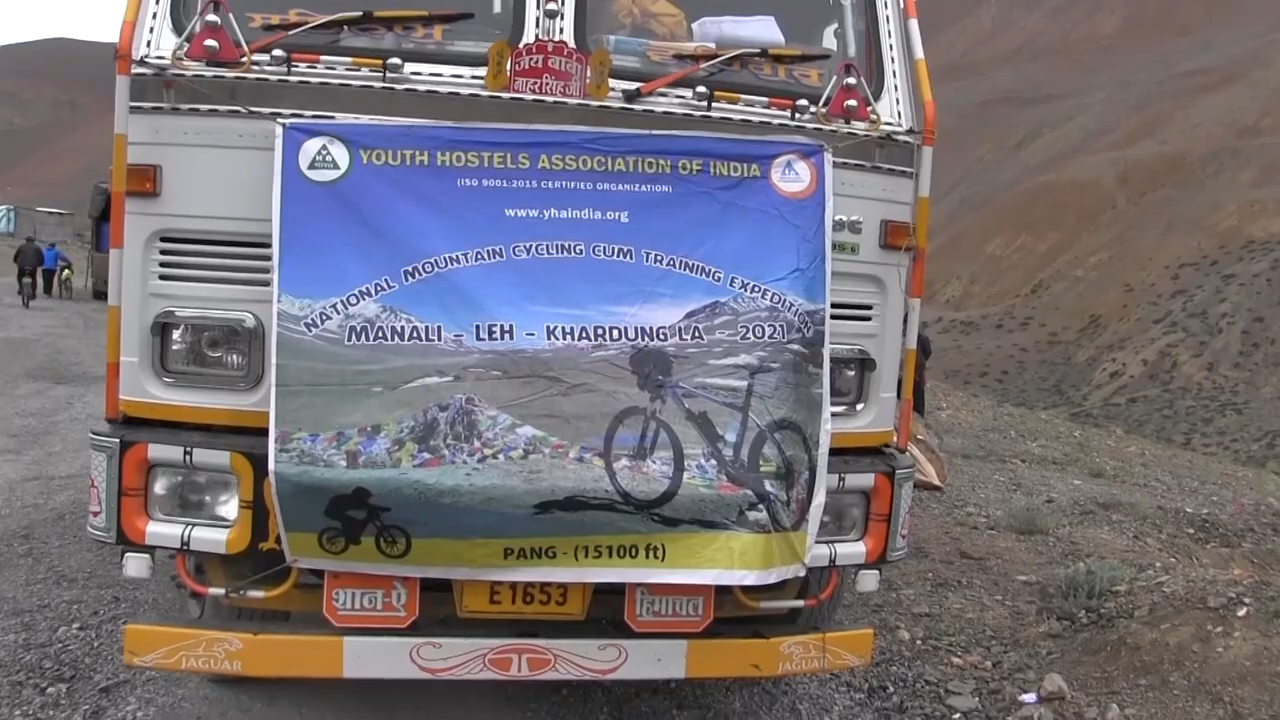 जय बाबा
नाहर सिंह जी
YOUTH HOSTELS ASSOCIATION OF INDIA
(ISO 9001:2015 CERTIFIED ORGANIZATION)
www.yhaindia.org
NATIONAL MOUNTAIN CYCLING CUM TRAINING EXPEDITION
MANALI - LEH - KHARDUNG LA - 2021
PANG - (15100 ft)
शान-ऐ
E1653
हिमाचल
JAGUAR
JAGUAR